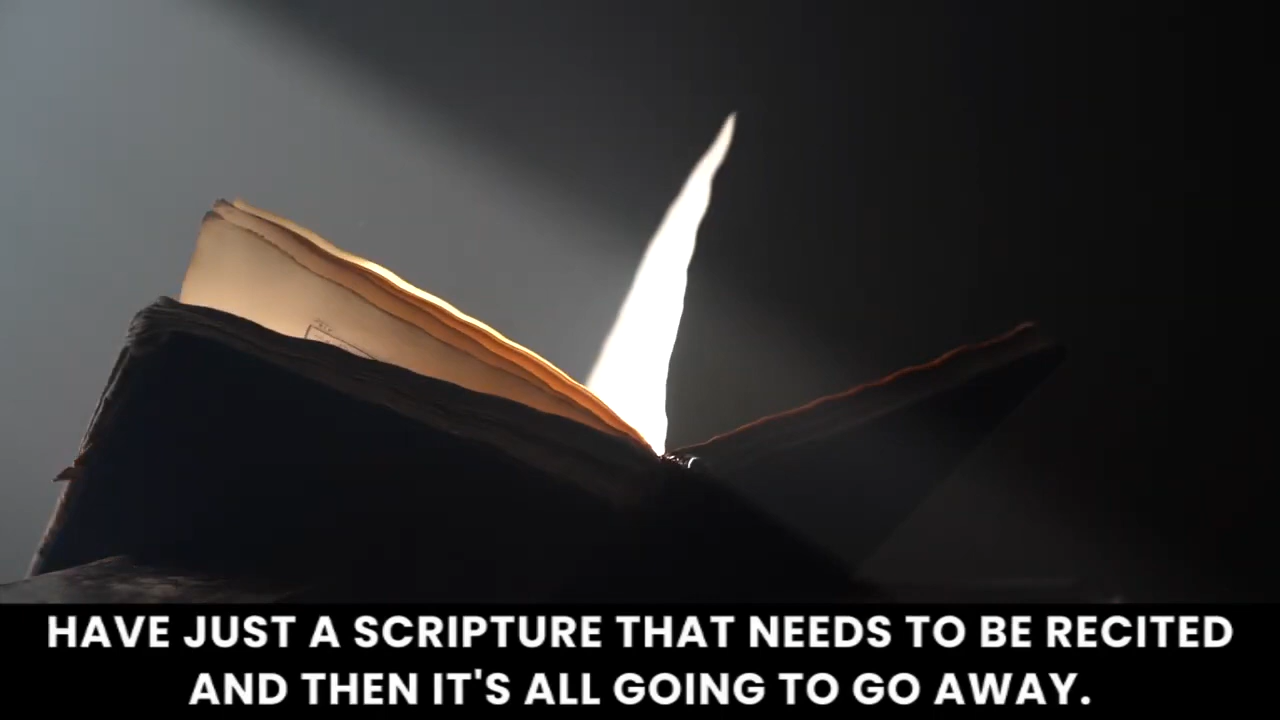 HAVE JUST A SCRIPTURE THAT NEEDS TO BE RECITED
AND THEN IT'S ALL GOING TO GO AWAY.